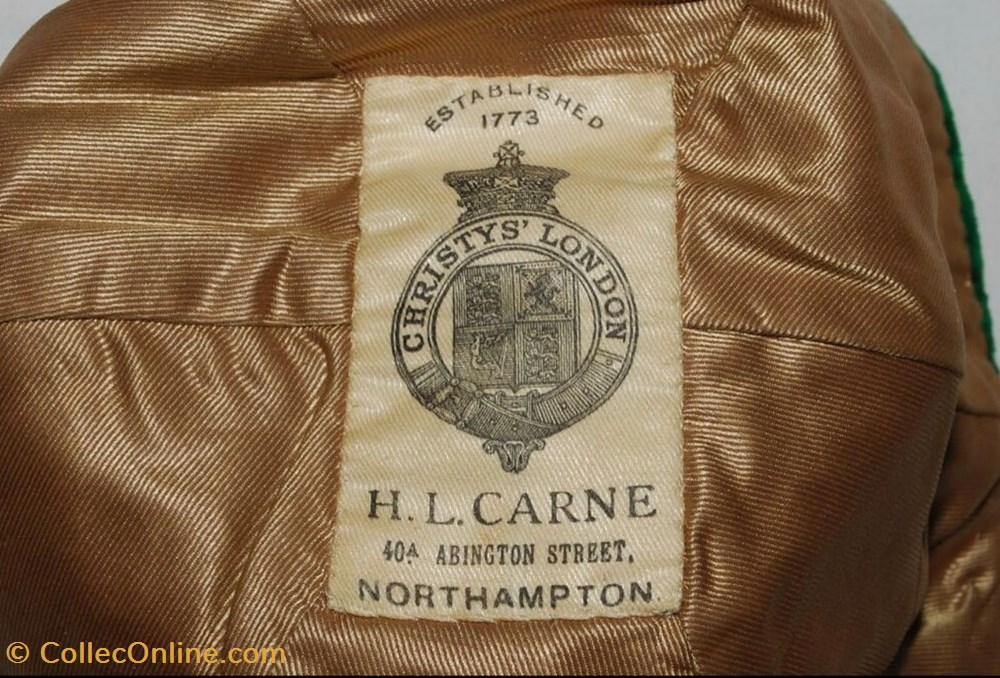 ESTABLISHED
1773
CHRISTYS' LONDON
H. L. CARNE
40A ABINGTON STREET,
NORTHAMPTON.
© CollecOnline.com